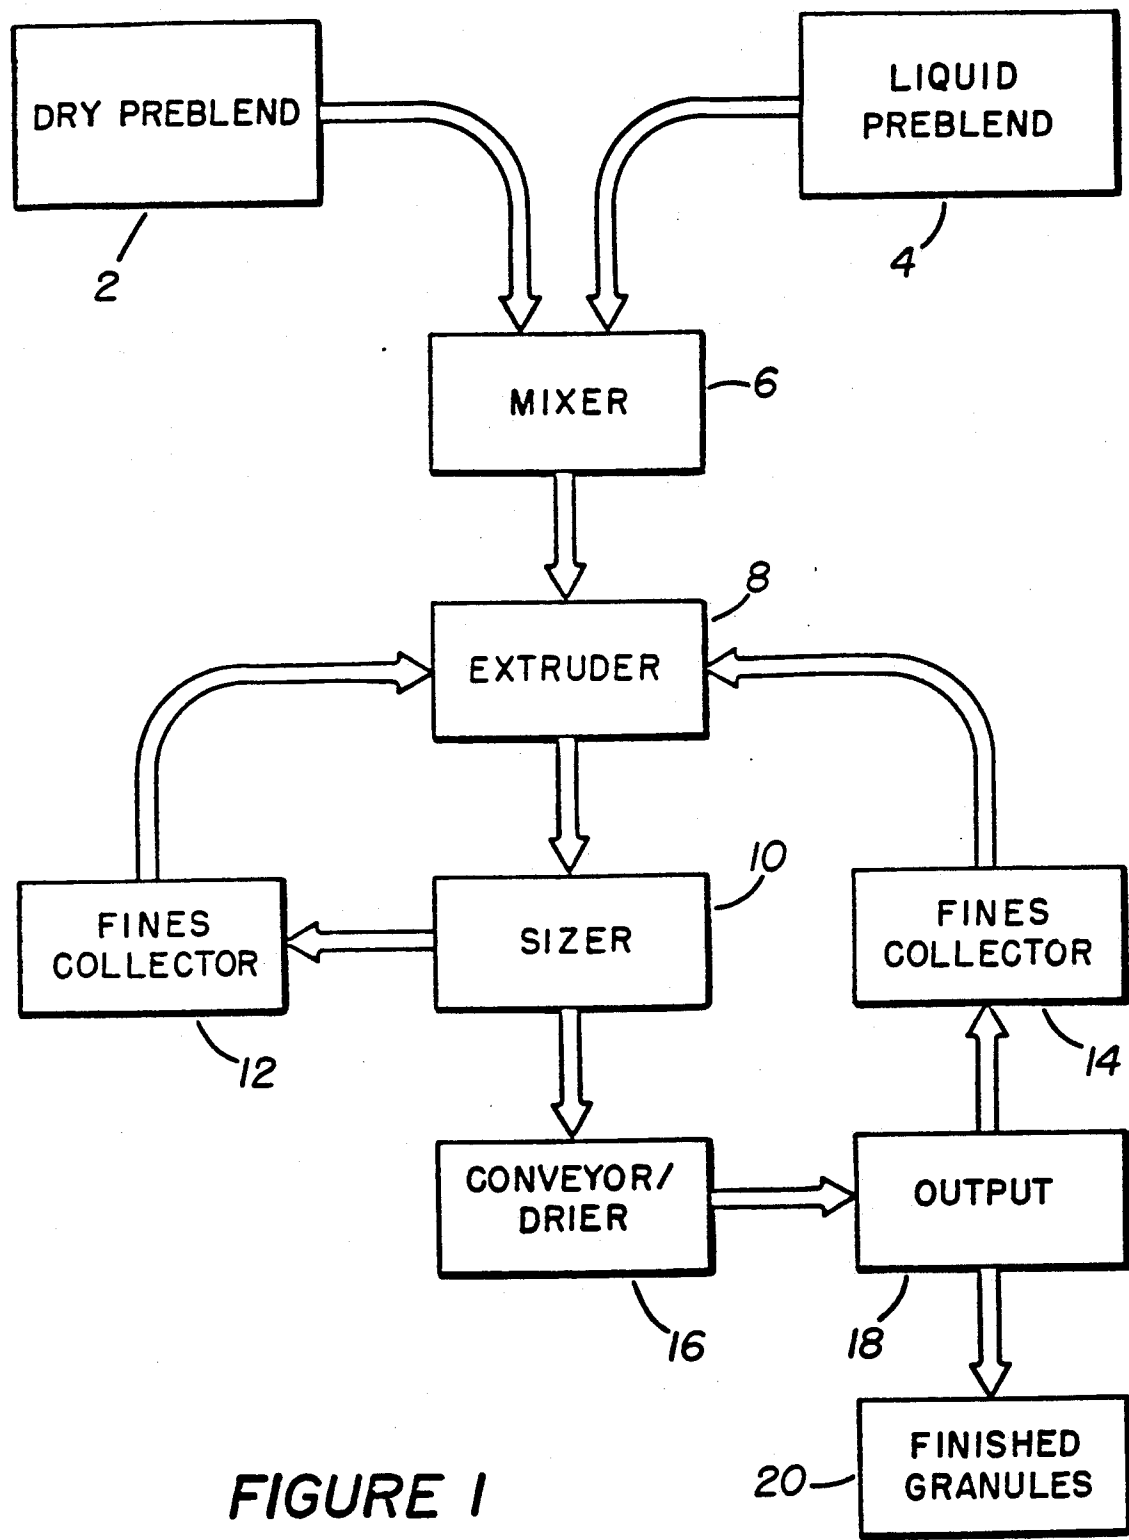 DRY PREBLEND
2
LIQUID
PREBLEND
4
MIXER
6
EXTRUDER
8
SIZER
10
FINES
COLLECTOR
12
FINES
COLLECTOR
14
CONVEYOR/
DRIER
16
OUTPUT
18
FINISHED
GRANULES
20
FIGURE 1